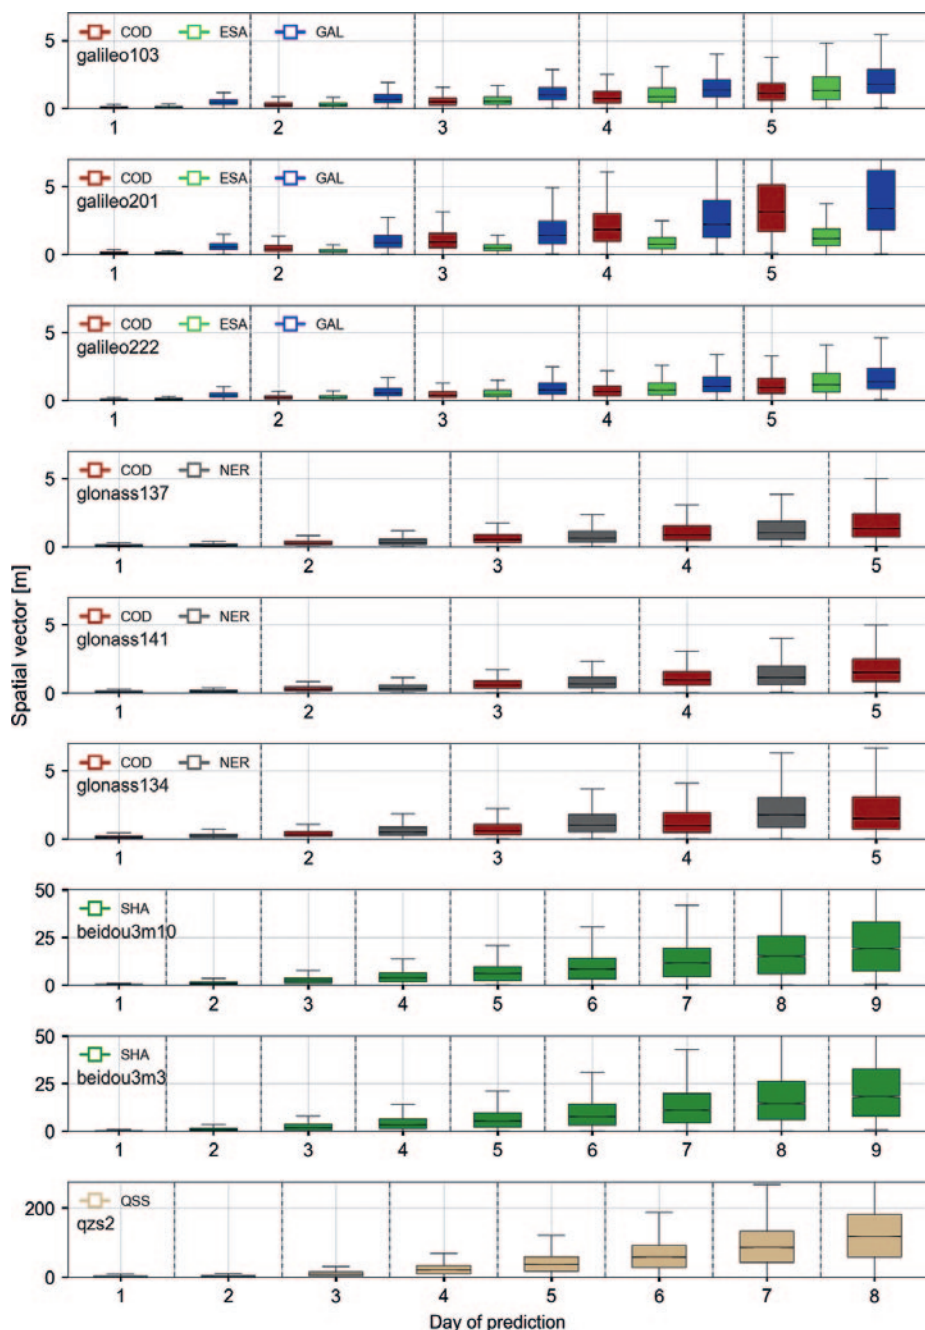 COD ESA GAL
galileo103
5
0
1 2 3 4 5
COD ESA GAL
galileo201
5
0
1 2 3 4 5
COD ESA GAL
galileo222
5
0
1 2 3 4 5
COD NER
glonass137
5
0
1 2 3 4 5
COD NER
glonass141
5
0
1 2 3 4 5
Spatial vector [m]
COD NER
glonass134
5
0
1 2 3 4 5
50
SHA
beidou3m10
25
0
1 2 3 4 5 6 7 8 9
50
SHA
beidou3m3
25
0
1 2 3 4 5 6 7 8 9
QSS
200
qzs2
0
1 2 3 4 5 6 7 8
Day of prediction